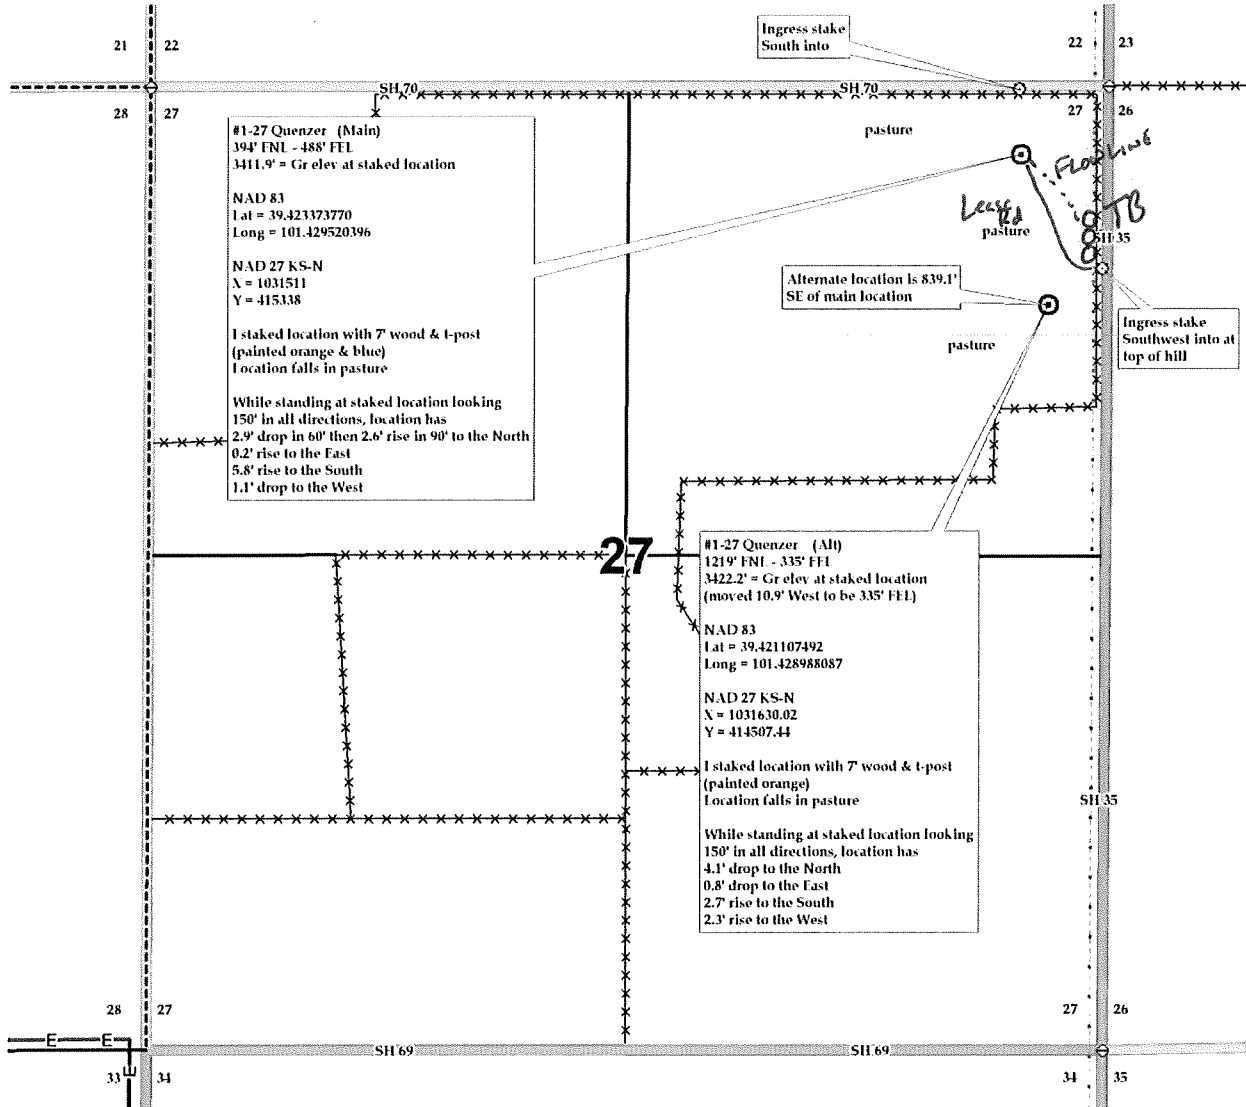 Ingress stake
South into
21
22
22
23
SH 70
SH 70
28
27
27
26
#1-27 Quenzer (Main)
394' FNL - 488' FEL
3411.9' = Gr elev at staked location
NAD 83
Lat = 39.423373770
Long = 101.429520396
NAD 27 KS-N
X = 1031511
Y = 415338
I staked location with 7' wood & t-post
(painted orange & blue)
Location falls in pasture
While standing at staked location looking
150' in all directions, location has
2.9' drop in 60' then 2.6' rise in 90' to the North
0.2' rise to the East
5.8' rise to the South
1.1' drop to the West
pasture
FLOWLINE
Lease Rd
TB
pasture
SH 35
Alternate location is 839.1'
SE of main location
Ingress stake
Southwest into at
top of hill
pasture
27
#1-27 Quenzer (Alt)
1219' FNL - 335' FEL
3422.2' = Gr elev at staked location
(moved 10.9' West to be 335' FEL)
NAD 83
Lat = 39.421107492
Long = 101.428988087
NAD 27 KS-N
X = 1031630.02
Y = 414507.44
I staked location with 7' wood & t-post
(painted orange)
Location falls in pasture
While standing at staked location looking
150' in all directions, location has
4.1' drop to the North
0.8' drop to the East
2.7' rise to the South
2.3' rise to the West
SH 35
28
27
27
26
E
E
SH 69
SH 69
E
33
34
34
35